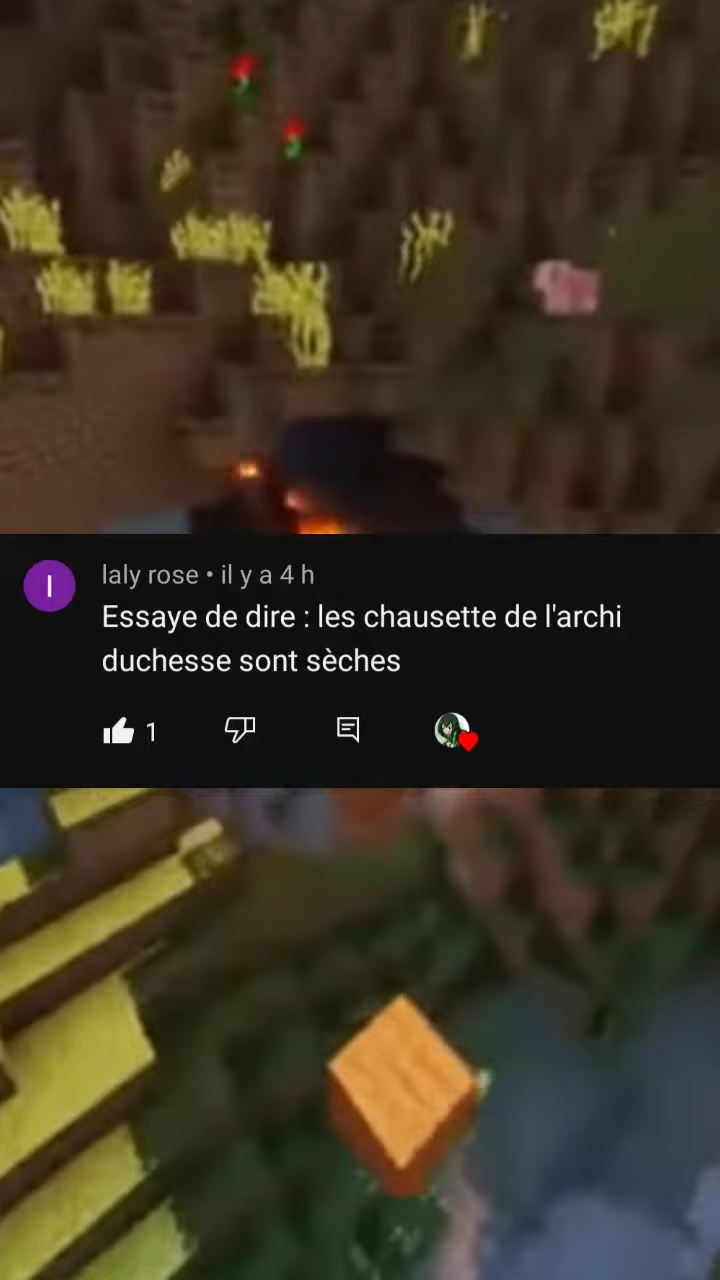 l
laly rose • il y a 4 h
Essaye de dire : les chausette de l'archi
duchesse sont sèches
1